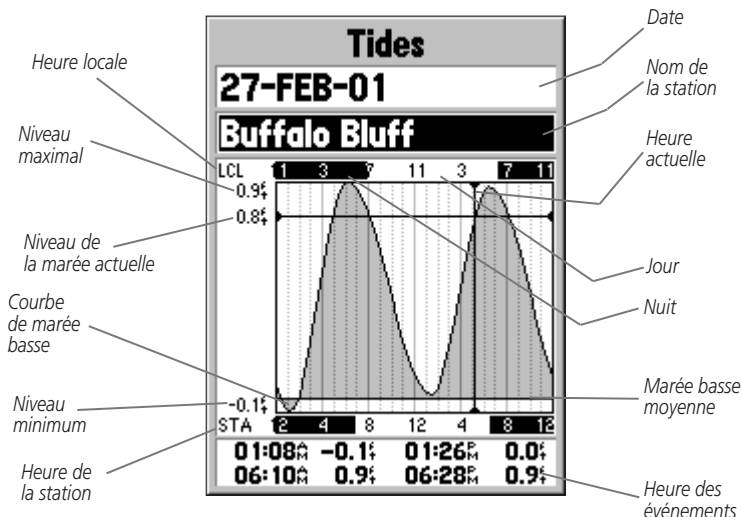 Tides
27-FEB-01
Buffalo Bluff
LCL 11 3 7 11 3 7 11
0.9ft
0.8ft
-0.1ft
STA 12 4 8 12 4 8 12
01:08AM -0.1ft 01:26PM 0.0ft
06:10AM 0.9ft 06:28PM 0.9ft
Heure locale
Niveau
maximal
Niveau de
la marée actuelle
Courbe
de marée
basse
Niveau
minimum
Heure de
la station
Date
Nom de
la station
Heure
actuelle
Jour
Nuit
Marée basse
moyenne
Heure des
événements